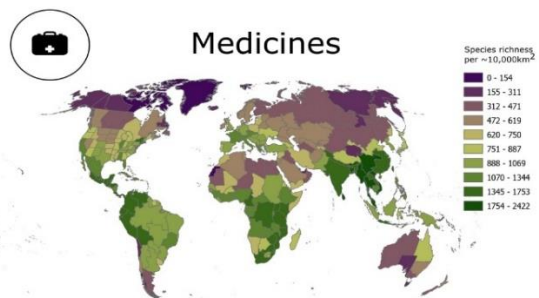 Medicines
Species richness
per ~10,000km²
0 - 154
155 - 311
312 - 471
472 - 619
620 - 750
751 - 887
888 - 1069
1070 - 1344
1345 - 1753
1754 - 2422